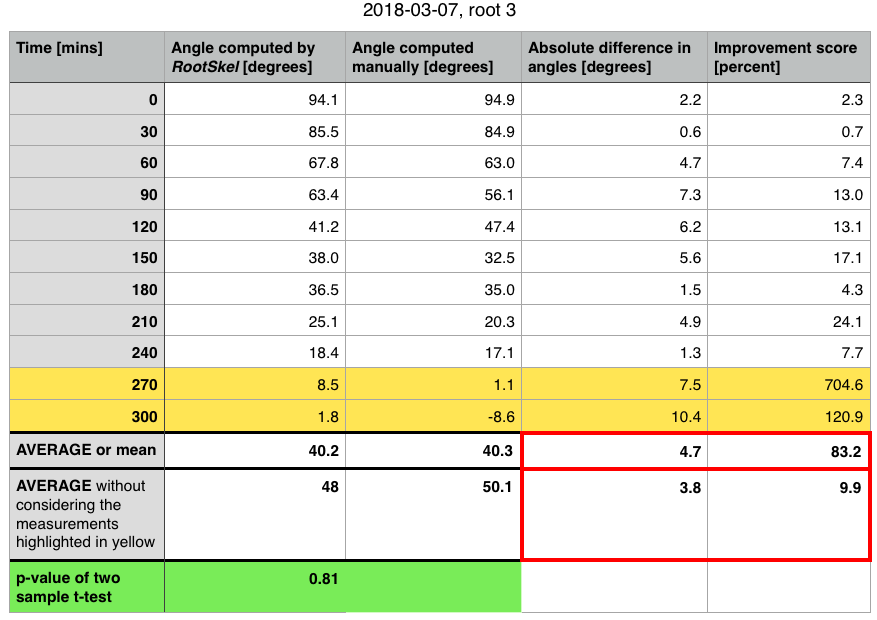 2018-03-07, root 3
Time [mins] Angle computed by RootSkel [degrees] Angle computed manually [degrees] Absolute difference in angles [degrees] Improvement score [percent]
0 94.1 94.9 2.2 2.3
30 85.5 84.9 0.6 0.7
60 67.8 63.0 4.7 7.4
90 63.4 56.1 7.3 13.0
120 41.2 47.4 6.2 13.1
150 38.0 32.5 5.6 17.1
180 36.5 35.0 1.5 4.3
210 25.1 20.3 4.9 24.1
240 18.4 17.1 1.3 7.7
270 8.5 1.1 7.5 704.6
300 1.8 -8.6 10.4 120.9
AVERAGE or mean 40.2 40.3 4.7 83.2
AVERAGE without considering the measurements highlighted in yellow 48 50.1 3.8 9.9
p-value of two sample t-test 0.81